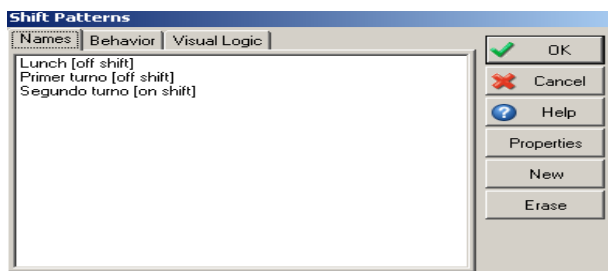 Shift Patterns
Names Behavior Visual Logic
Lunch [off shift]
Primer turno [off shift]
Segundo turno [on shift]
OK
Cancel
Help
Properties
New
Erase